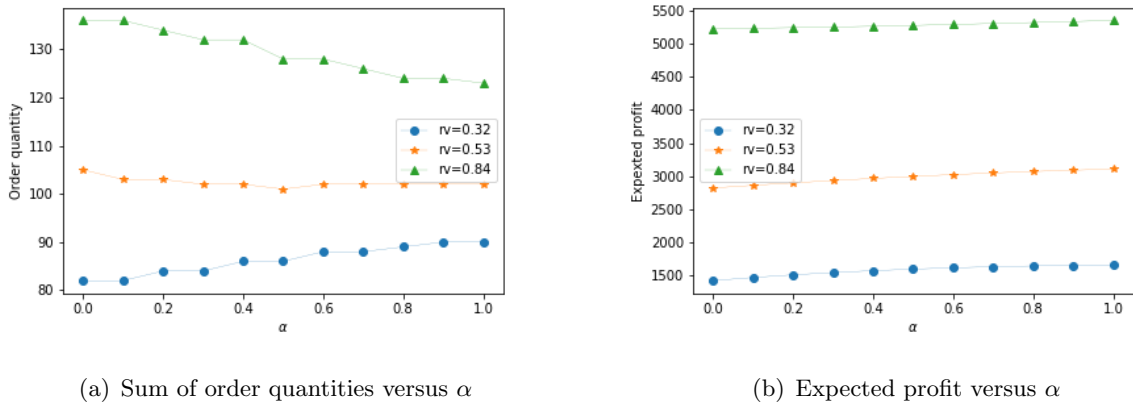 130
120
110
100
90
80
Order quantity
rv=0.32
rv=0.53
rv=0.84
0.0 0.2 0.4 0.6 0.8 1.0
α
(a) Sum of order quantities versus α
5500
5000
4500
4000
3500
3000
2500
2000
1500
Expexted profit
rv=0.32
rv=0.53
rv=0.84
0.0 0.2 0.4 0.6 0.8 1.0
α
(b) Expected profit versus α